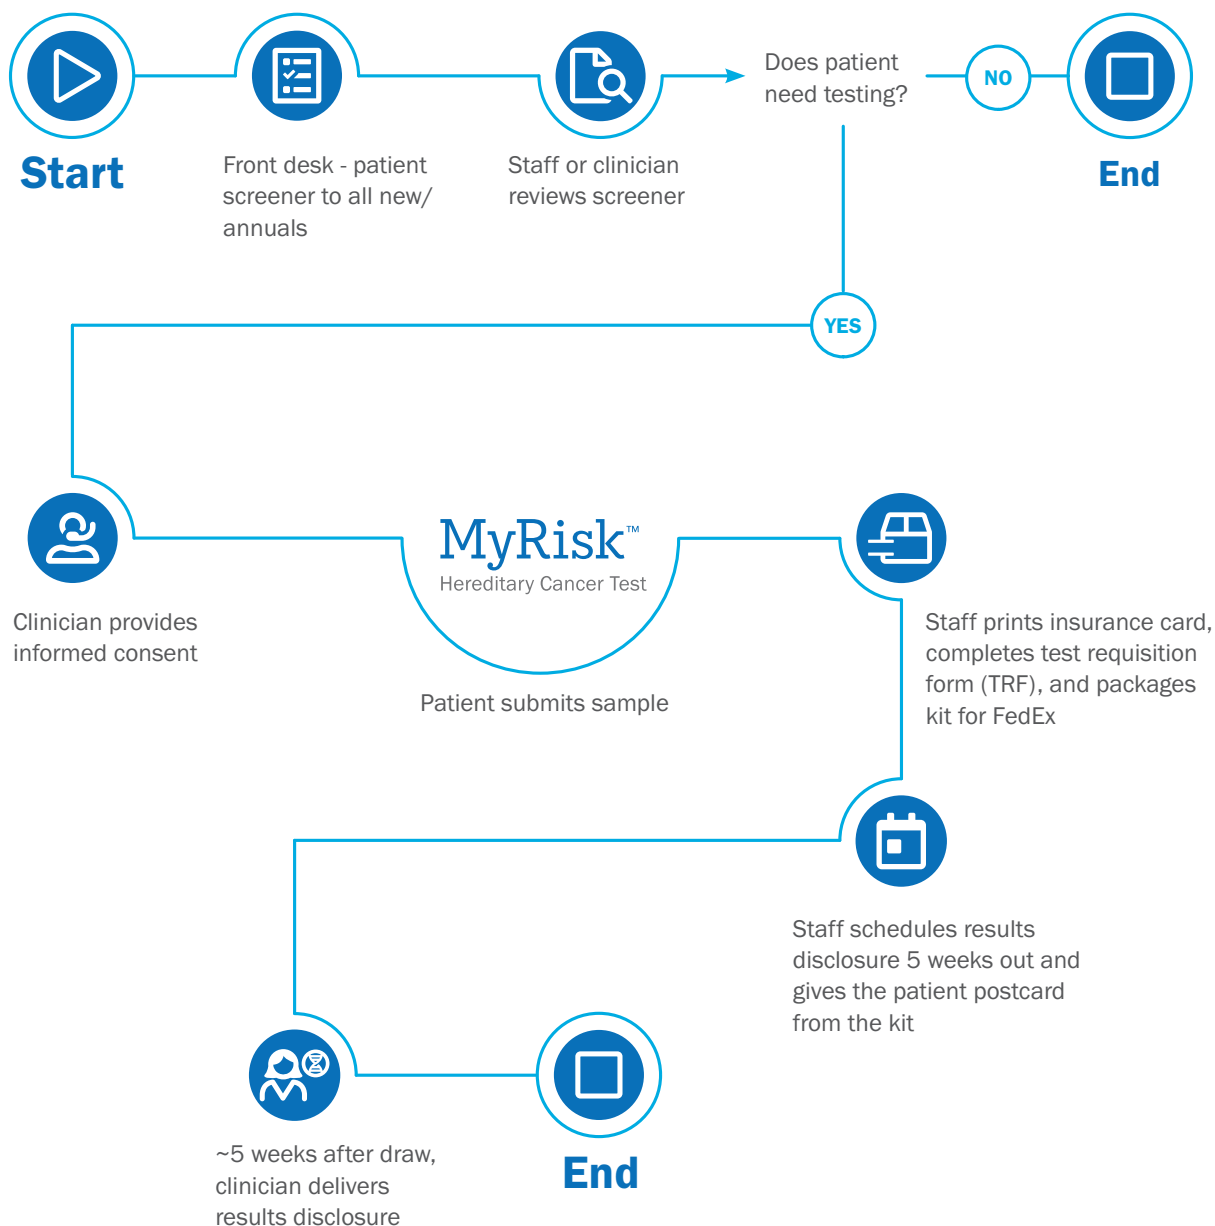 Start
Front desk - patient
screener to all new/
annuals
Staff or clinician
reviews screener
Does patient
need testing?
NO
End
YES
Clinician provides
informed consent
MyRisk™
Hereditary Cancer Test
Patient submits sample
Staff prints insurance card,
completes test requisition
form (TRF), and packages
kit for FedEx
Staff schedules results
disclosure 5 weeks out and
gives the patient postcard
from the kit
~5 weeks after draw,
clinician delivers
results disclosure
End